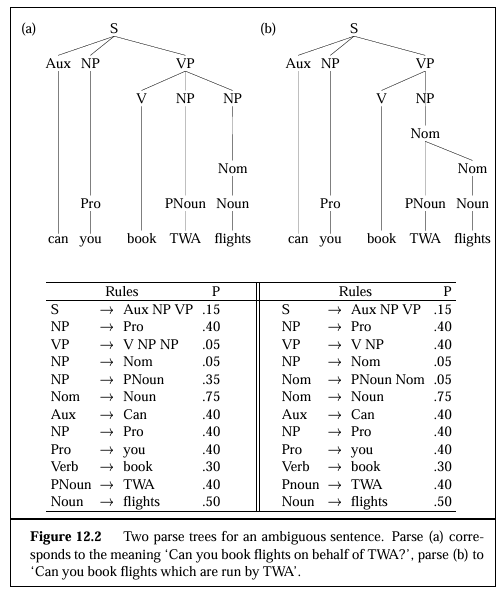 (a) S (b) S
Aux NP VP Aux NP VP
V NP NP V NP
Nom
Nom Nom
Pro PNoun Noun Pro PNoun Noun
can you book TWA flights can you book TWA flights
Rules P Rules P
S → Aux NP VP .15 S → Aux NP VP .15
NP → Pro .40 NP → Pro .40
VP → V NP NP .05 VP → V NP .40
NP → Nom .05 NP → Nom .05
NP → PNoun .35 Nom → PNoun Nom .05
Nom → Noun .75 Nom → Noun .75
Aux → Can .40 Aux → Can .40
NP → Pro .40 NP → Pro .40
Pro → you .40 Pro → you .40
Verb → book .30 Verb → book .30
PNoun → TWA .40 Pnoun → TWA .40
Noun → flights .50 Noun → flights .50
Figure 12.2 Two parse trees for an ambiguous sentence. Parse (a) corre-
sponds to the meaning ‘Can you book flights on behalf of TWA?’, parse (b) to
‘Can you book flights which are run by TWA’.